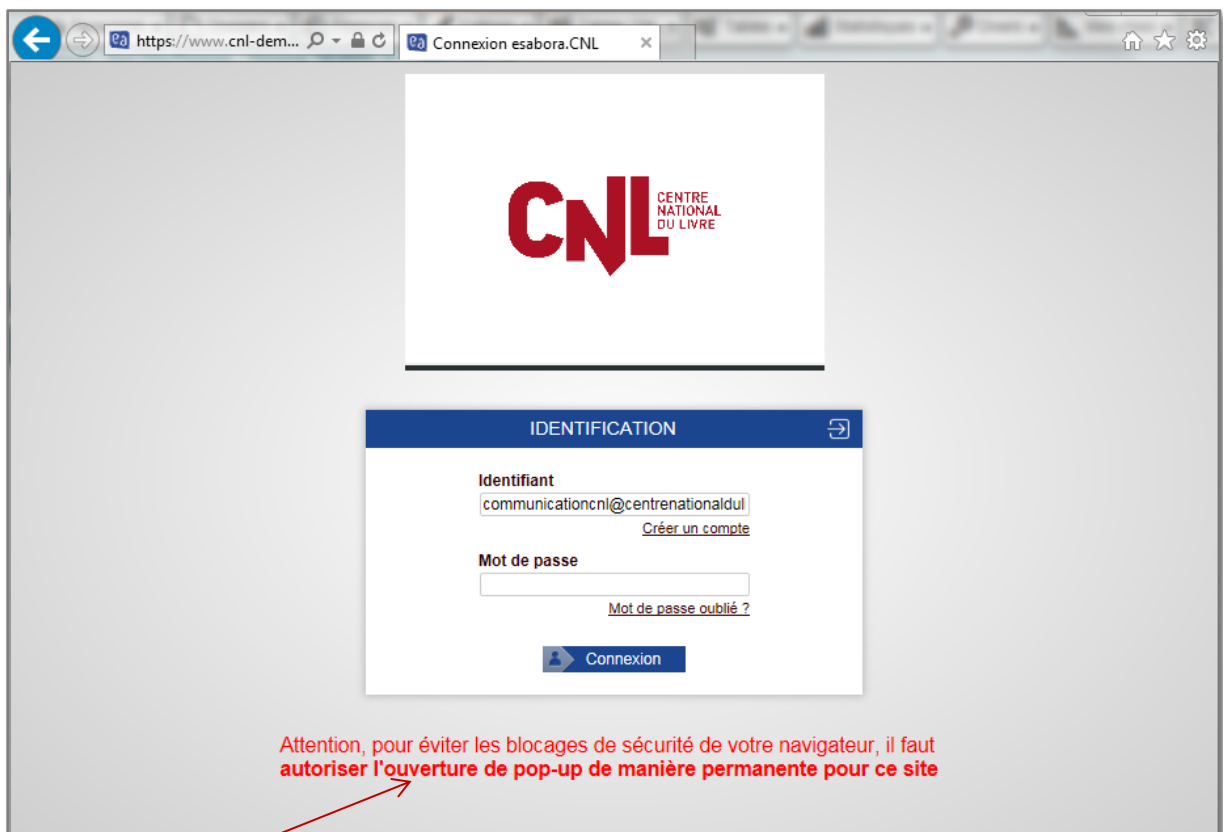 https://www.cnl-dem...
Connexion esabora.CNL
CNL
CENTRE
NATIONAL
DU LIVRE
IDENTIFICATION
Identifiant
communicationcnl@centrenationaldul
Créer un compte
Mot de passe
Mot de passe oublié ?
Connexion
Attention, pour éviter les blocages de sécurité de votre navigateur, il faut
autoriser l'ouverture de pop-up de manière permanente pour ce site